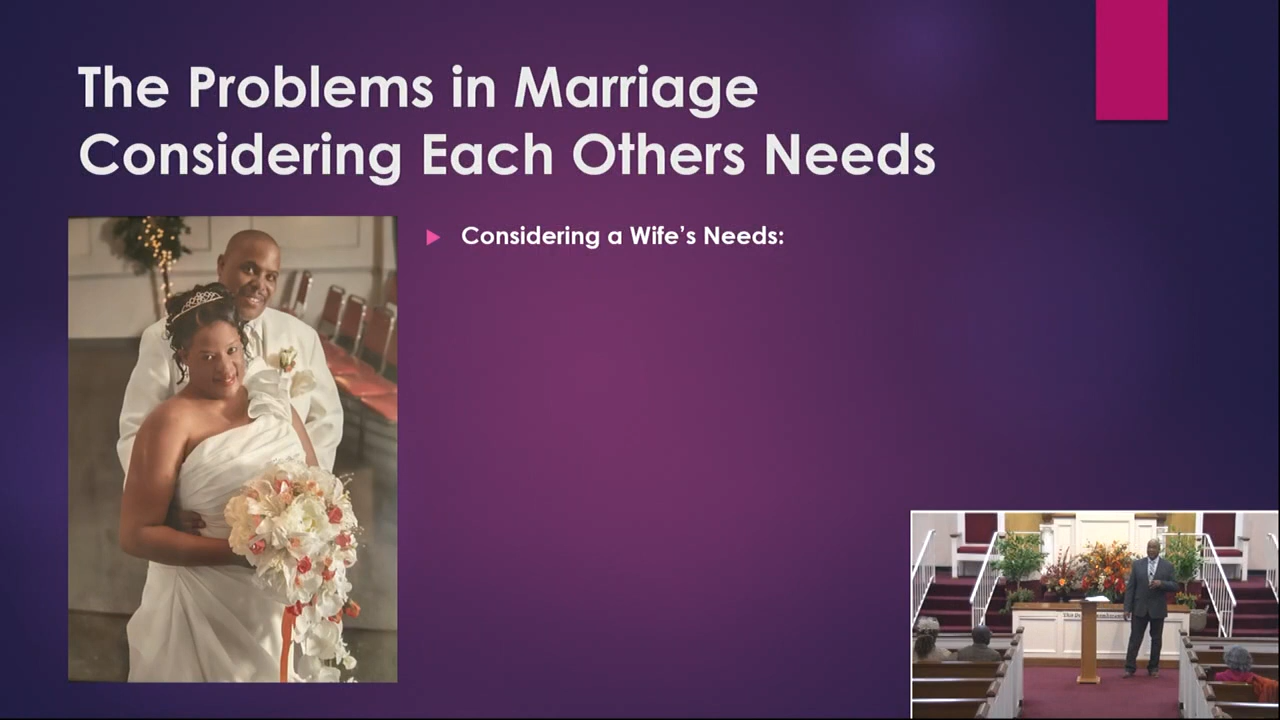 The Problems in Marriage
Considering Each Others Needs
Considering a Wife's Needs: